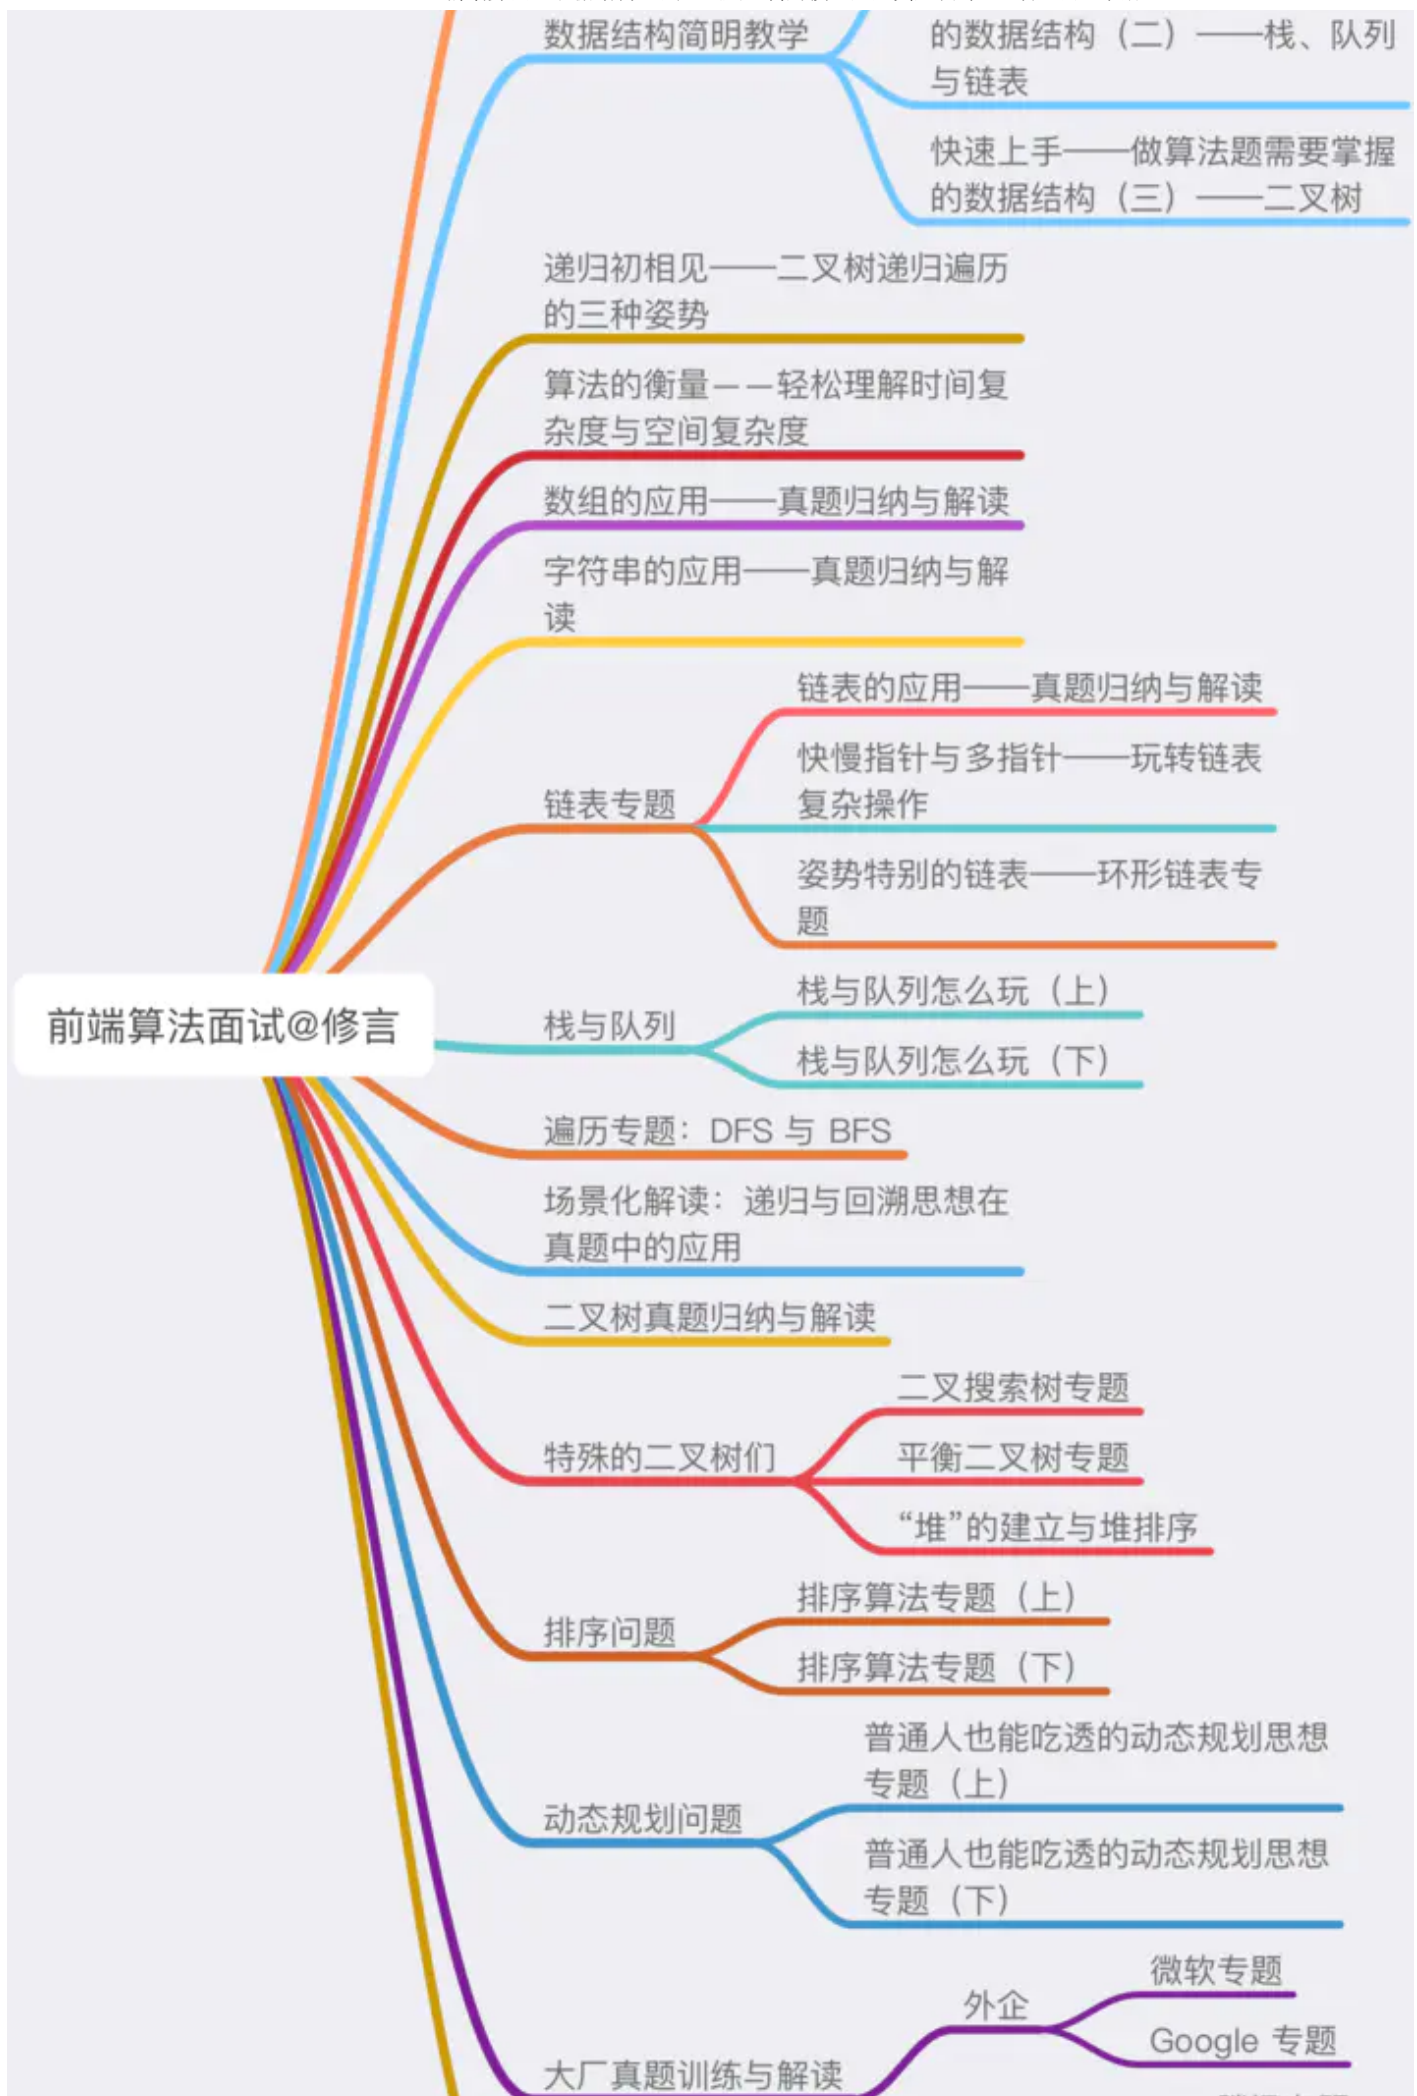 数据结构简明教学
的数据结构（二）——栈、队列
与链表
快速上手——做算法题需要掌握
的数据结构（三）——二叉树
递归初相见——二叉树递归遍历
的三种姿势
算法的衡量——轻松理解时间复
杂度与空间复杂度
数组的应用——真题归纳与解读
字符串的应用——真题归纳与解
读
链表专题
链表的应用——真题归纳与解读
快慢指针与多指针——玩转链表
复杂操作
姿势特别的链表——环形链表专
题
前端算法面试@修言
栈与队列
栈与队列怎么玩（上）
栈与队列怎么玩（下）
遍历专题：DFS 与 BFS
场景化解读：递归与回溯思想在
真题中的应用
二叉树真题归纳与解读
特殊的二叉树们
二叉搜索树专题
平衡二叉树专题
“堆”的建立与堆排序
排序问题
排序算法专题（上）
排序算法专题（下）
动态规划问题
普通人也能吃透的动态规划思想
专题（上）
普通人也能吃透的动态规划思想
专题（下）
大厂真题训练与解读
外企
微软专题
Google 专题